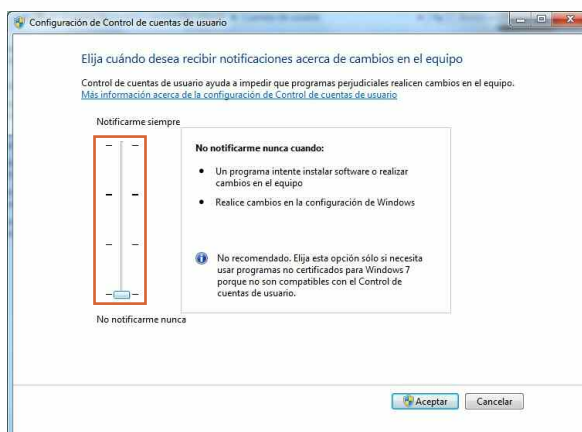 Configuración de Control de cuentas de usuario
Elija cuándo desea recibir notificaciones acerca de cambios en el equipo
Control de cuentas de usuario ayuda a impedir que programas perjudiciales realicen cambios en el equipo.
Más información acerca de la configuración de Control de cuentas de usuario
Notificarme siempre
No notificarme nunca cuando:
• Un programa intente instalar software o realizar
cambios en el equipo
• Realice cambios en la configuración de Windows
No recomendado. Elija esta opción sólo si necesita
usar programas no certificados para Windows 7
porque no son compatibles con el Control de
cuentas de usuario.
No notificarme nunca
Aceptar
Cancelar